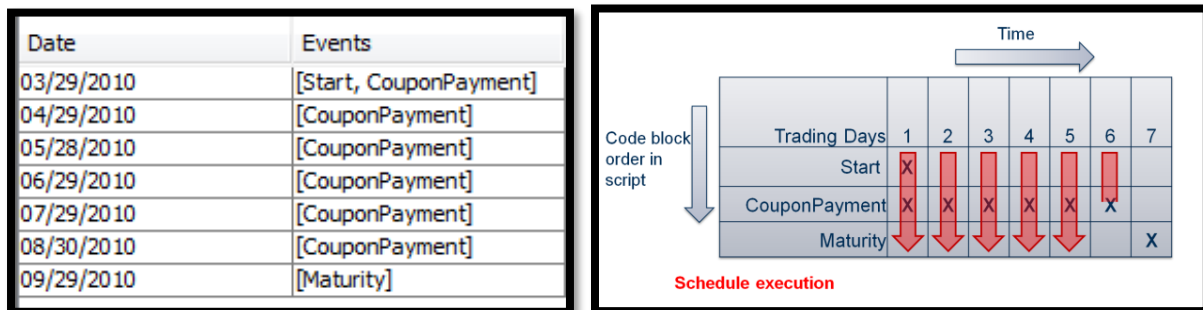 Date Events
03/29/2010 [Start, CouponPayment]
04/29/2010 [CouponPayment]
05/28/2010 [CouponPayment]
06/29/2010 [CouponPayment]
07/29/2010 [CouponPayment]
08/30/2010 [CouponPayment]
09/29/2010 [Maturity]
Time
Code block
order in
script
Trading Days 1 2 3 4 5 6 7
Start X
CouponPayment X X X X X X
Maturity X
Schedule execution